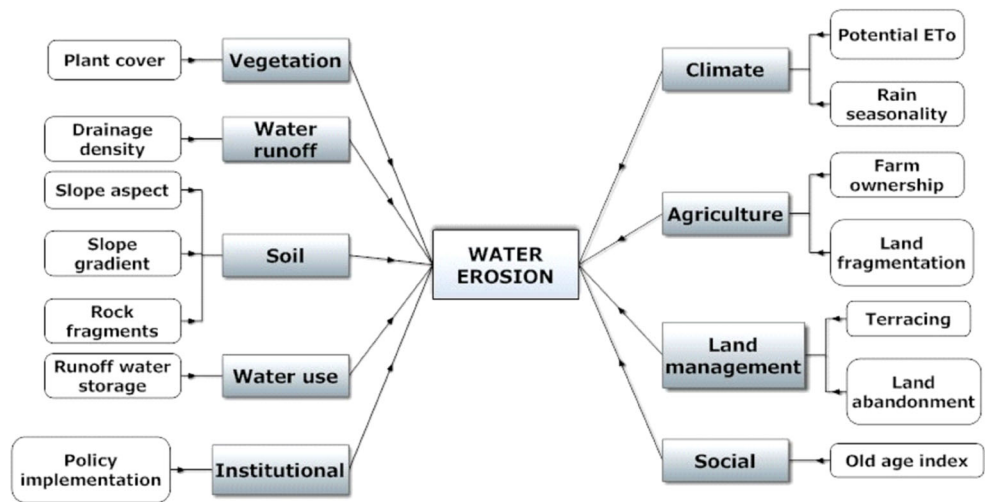 Plant cover
Vegetation
Drainage
density
Water
runoff
Slope aspect
Slope
gradient
Soil
Rock
fragments
Runoff water
storage
Water use
Policy
implementation
Institutional
WATER
EROSION
Climate
Potential ETo
Rain
seasonality
Agriculture
Farm
ownership
Land
fragmentation
Land
management
Terracing
Land
abandonment
Social
Old age index